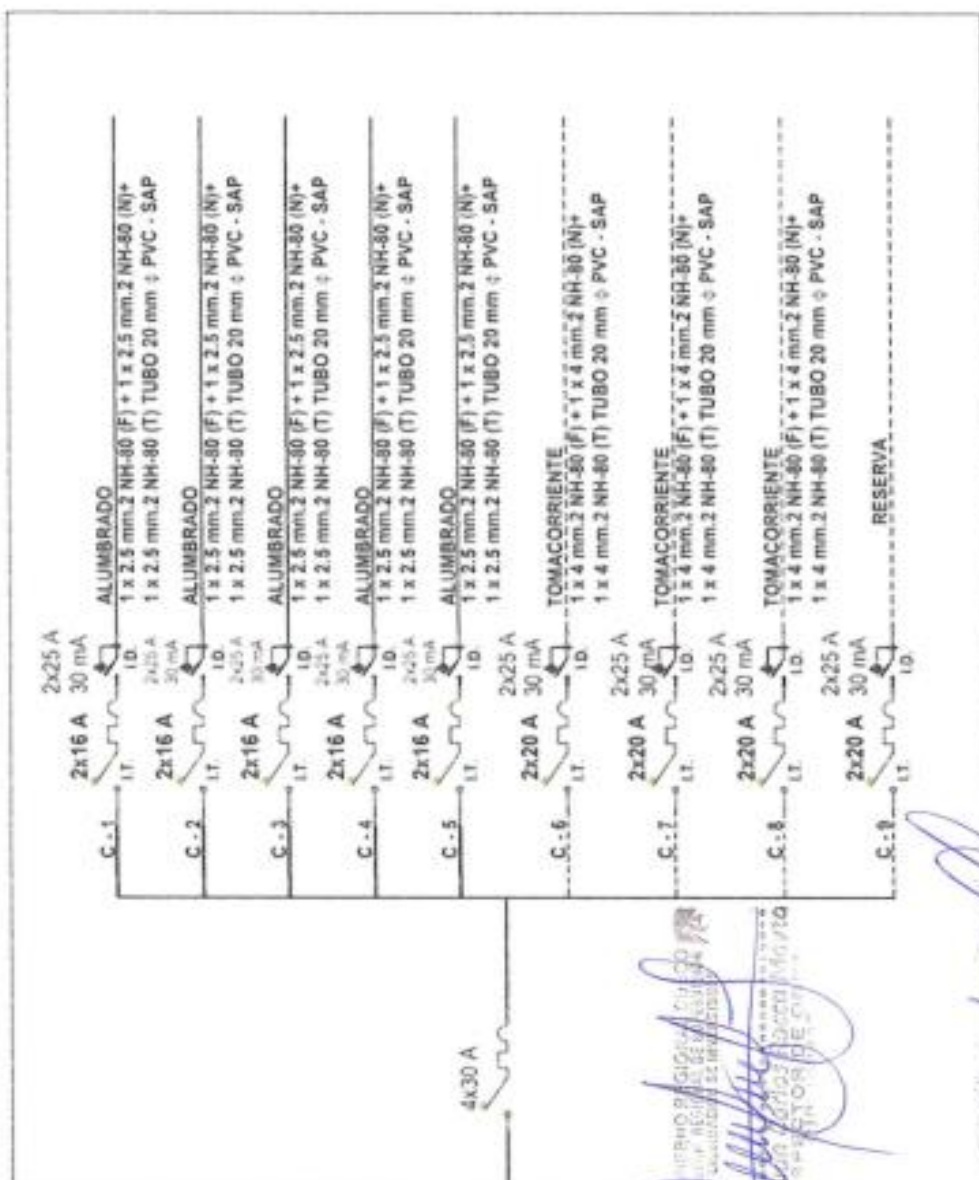 C - 1
2x16 A
I.T.
2x25 A
30 mA
I.D.
ALUMBRADO
1 x 2.5 mm.2 NH-80 (F) + 1 x 2.5 mm.2 NH-80 (N)+
1 x 2.5 mm.2 NH-80 (T) TUBO 20 mm ϕ PVC - SAP
C - 2
2x16 A
I.T.
2x25 A
30 mA
I.D.
ALUMBRADO
1 x 2.5 mm.2 NH-80 (F) + 1 x 2.5 mm.2 NH-80 (N)+
1 x 2.5 mm.2 NH-80 (T) TUBO 20 mm ϕ PVC - SAP
C - 3
2x16 A
I.T.
2x25 A
30 mA
I.D.
ALUMBRADO
1 x 2.5 mm.2 NH-80 (F) + 1 x 2.5 mm.2 NH-80 (N)+
1 x 2.5 mm.2 NH-80 (T) TUBO 20 mm ϕ PVC - SAP
C - 4
2x16 A
I.T.
2x25 A
30 mA
I.D.
ALUMBRADO
1 x 2.5 mm.2 NH-80 (F) + 1 x 2.5 mm.2 NH-80 (N)+
1 x 2.5 mm.2 NH-80 (T) TUBO 20 mm ϕ PVC - SAP
C - 5
2x16 A
I.T.
2x25 A
30 mA
I.D.
ALUMBRADO
1 x 2.5 mm.2 NH-80 (F) + 1 x 2.5 mm.2 NH-80 (N)+
1 x 2.5 mm.2 NH-80 (T) TUBO 20 mm ϕ PVC - SAP
4x30 A
C - 6
2x20 A
I.T.
2x25 A
30 mA
I.D.
TOMACORRIENTE
1 x 4 mm.2 NH-80 (F) + 1 x 4 mm.2 NH-80 (N)+
1 x 4 mm.2 NH-80 (T) TUBO 20 mm ϕ PVC - SAP
C - 7
2x20 A
I.T.
2x25 A
30 mA
I.D.
TOMACORRIENTE
1 x 4 mm.2 NH-80 (F) + 1 x 4 mm.2 NH-80 (N)+
1 x 4 mm.2 NH-80 (T) TUBO 20 mm ϕ PVC - SAP
C - 8
2x20 A
I.T.
2x25 A
30 mA
I.D.
TOMACORRIENTE
1 x 4 mm.2 NH-80 (F) + 1 x 4 mm.2 NH-80 (N)+
1 x 4 mm.2 NH-80 (T) TUBO 20 mm ϕ PVC - SAP
C - 9
2x20 A
I.T.
2x25 A
30 mA
I.D.
RESERVA